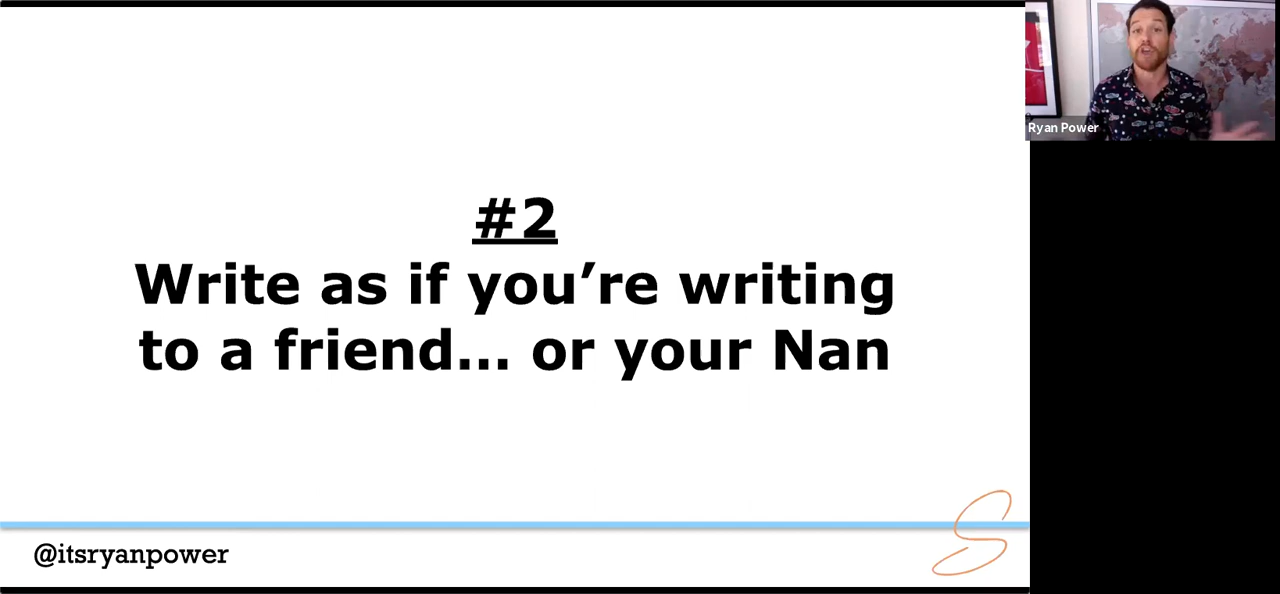 #2
Write as if you’re writing
to a friend... or your Nan
@itsryanpower
Ryan Power